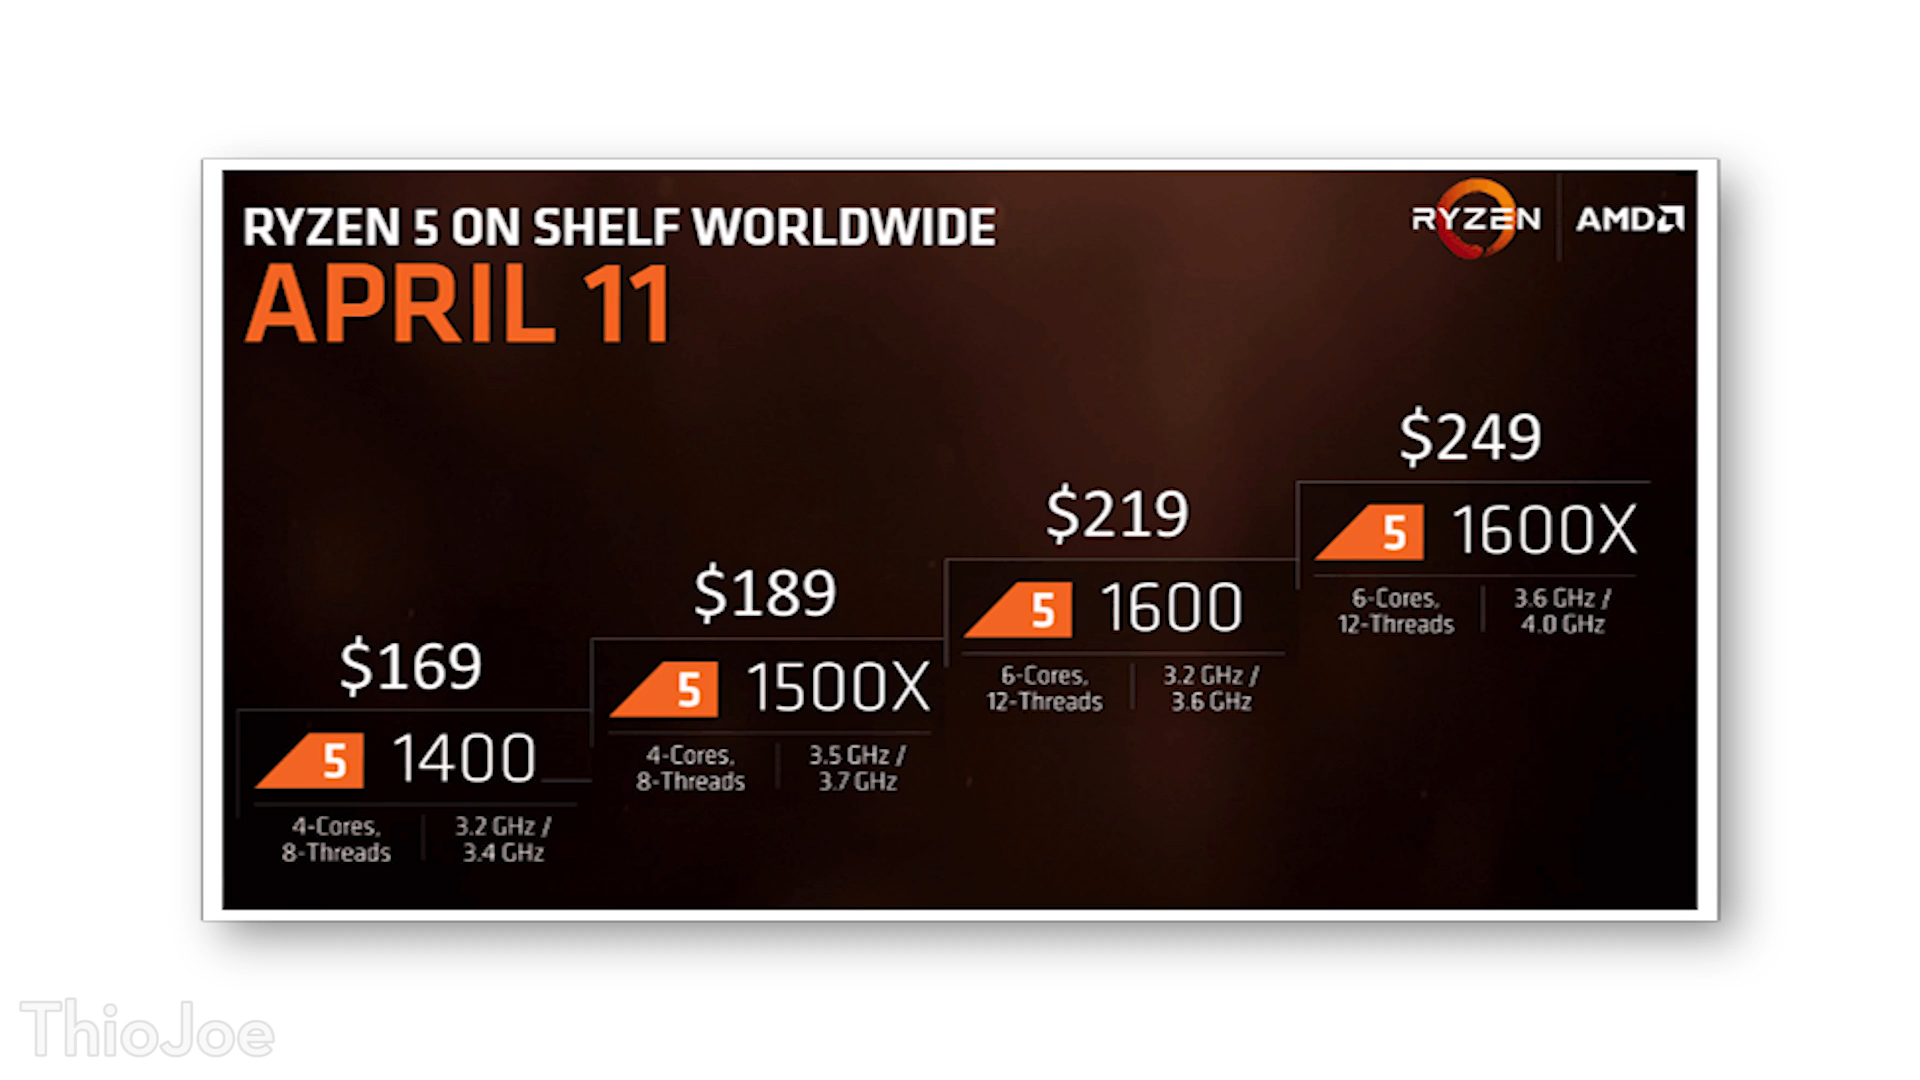 RYZEN 5 ON SHELF WORLDWIDE
APRIL 11
RYZEN AMD
$169
5 1400
4-Cores,
8-Threads
3.2 GHz /
3.4 GHz
$189
5 1500X
4-Cores,
8-Threads
3.5 GHz /
3.7 GHz
$219
5 1600
6-Cores,
12-Threads
3.2 GHz /
3.6 GHz
$249
5 1600X
6-Cores,
12-Threads
3.6 GHz /
4.0 GHz
ThioJoe